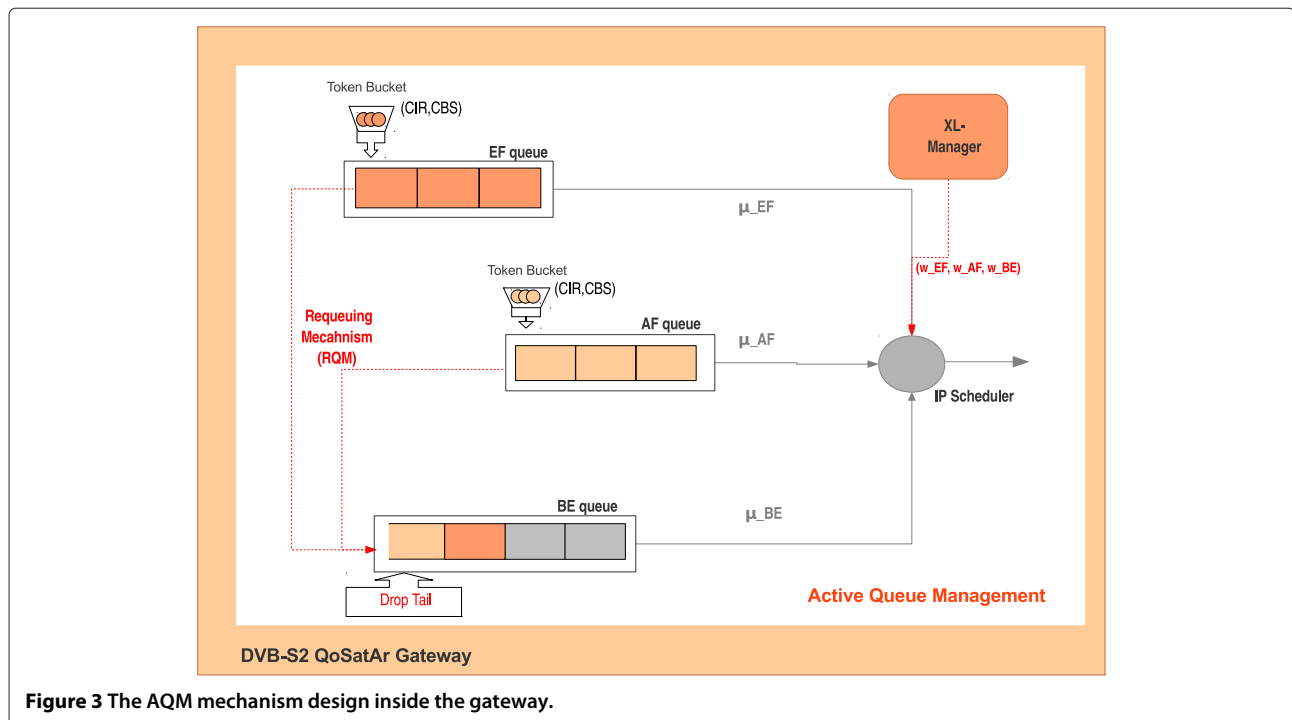 Token Bucket
(CIR,CBS)
EF queue
XL-
Manager
μ_EF
(w_EF, w_AF, w_BE)
Token Bucket
(CIR,CBS)
Requeuing
Mecahnism
(RQM)
AF queue
μ_AF
IP Scheduler
BE queue
μ_BE
Drop Tail
Active Queue Management
DVB-S2 QoSatAr Gateway
Figure 3 The AQM mechanism design inside the gateway.